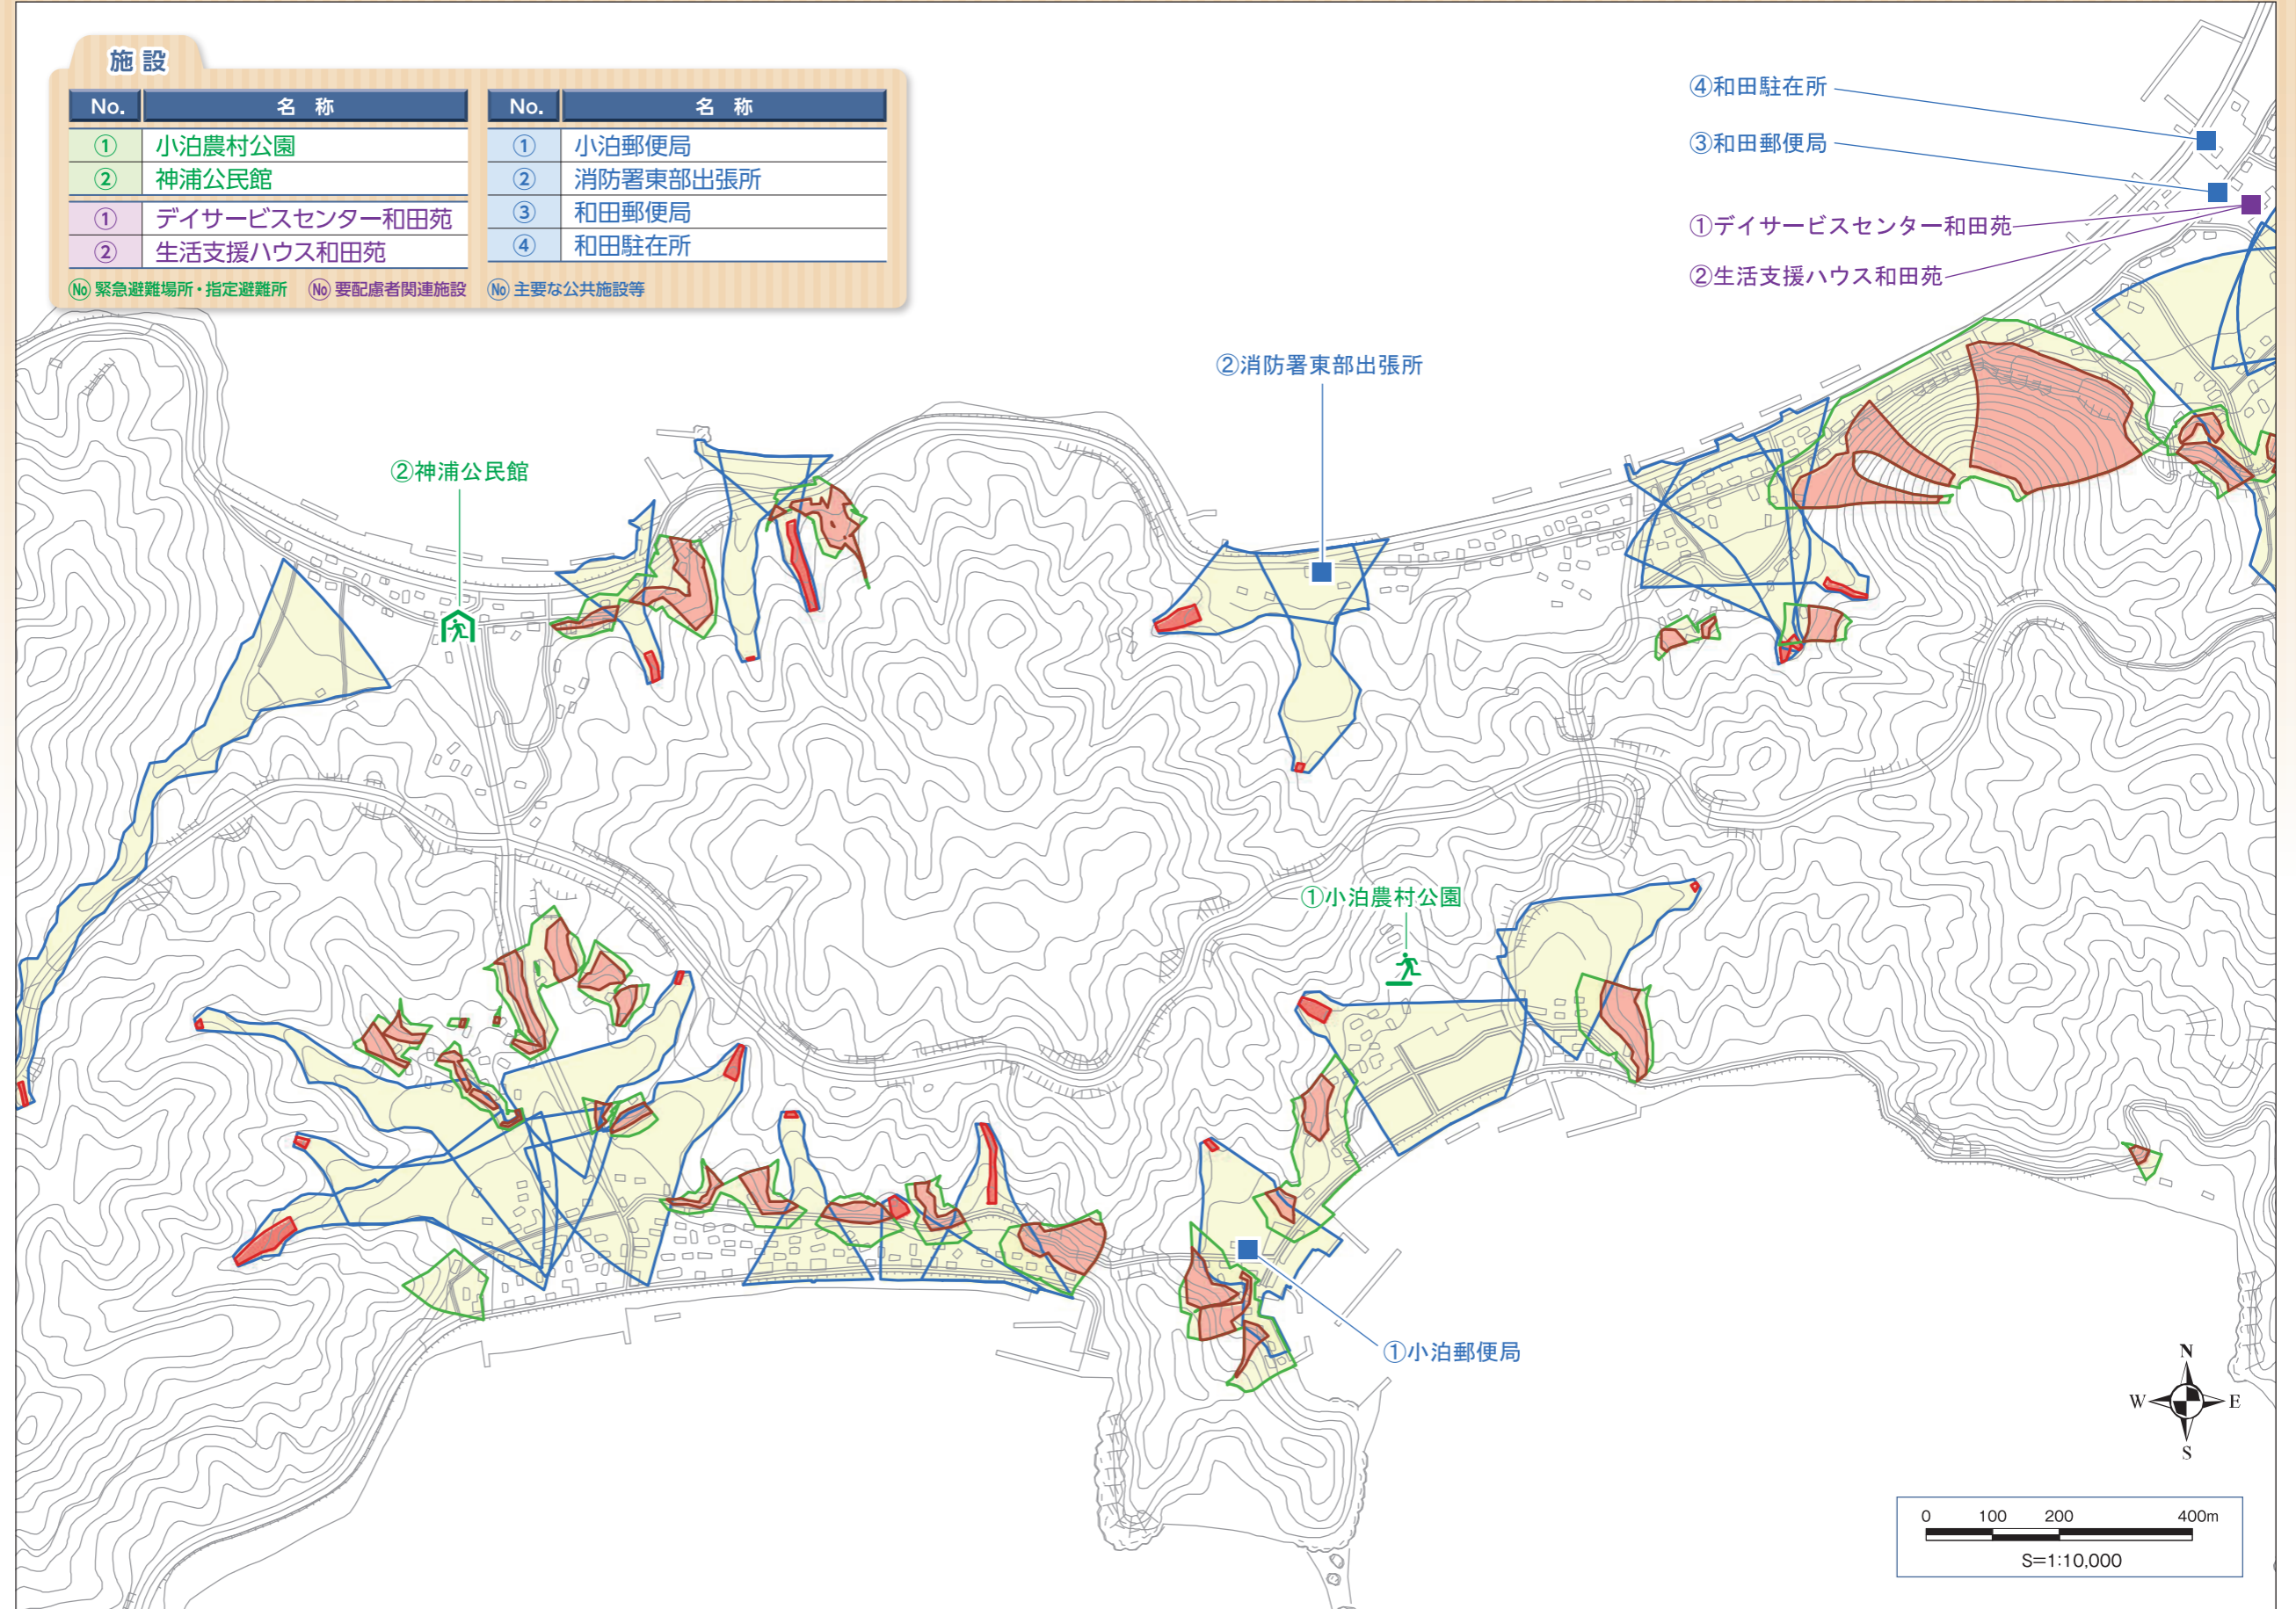 施設
No. 名称
① 小泊農村公園
② 神浦公民館
① デイサービスセンター和田苑
② 生活支援ハウス和田苑
No. 名称
① 小泊郵便局
② 消防署東部出張所
③ 和田郵便局
④ 和田駐在所
No 緊急避難場所・指定避難所 No 要配慮者関連施設 No 主要な公共施設等
④和田駐在所
③和田郵便局
①デイサービスセンター和田苑
②生活支援ハウス和田苑
②消防署東部出張所
②神浦公民館
①小泊農村公園
①小泊郵便局
N
W E
S
0 100 200 400m
S=1:10,000